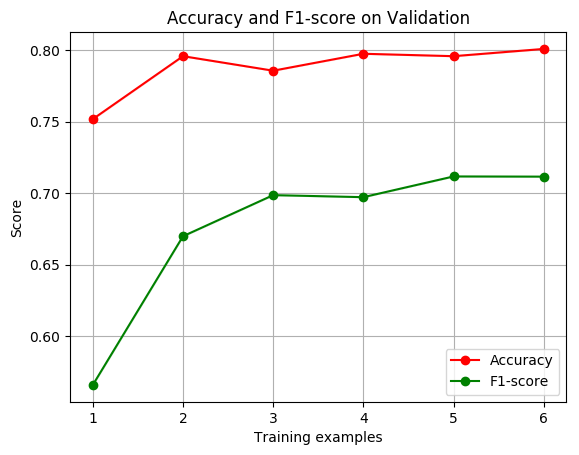 Accuracy and F1-score on Validation
0.80
0.75
0.70
0.65
0.60
Score
1 2 3 4 5 6
Training examples
Accuracy
F1-score